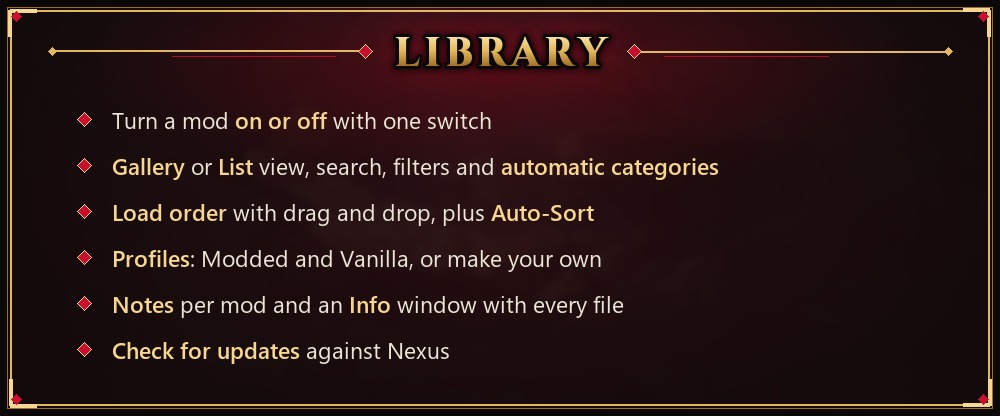 LIBRARY
Turn a mod on or off with one switch
Gallery or List view, search, filters and automatic categories
Load order with drag and drop, plus Auto-Sort
Profiles: Modded and Vanilla, or make your own
Notes per mod and an Info window with every file
Check for updates against Nexus